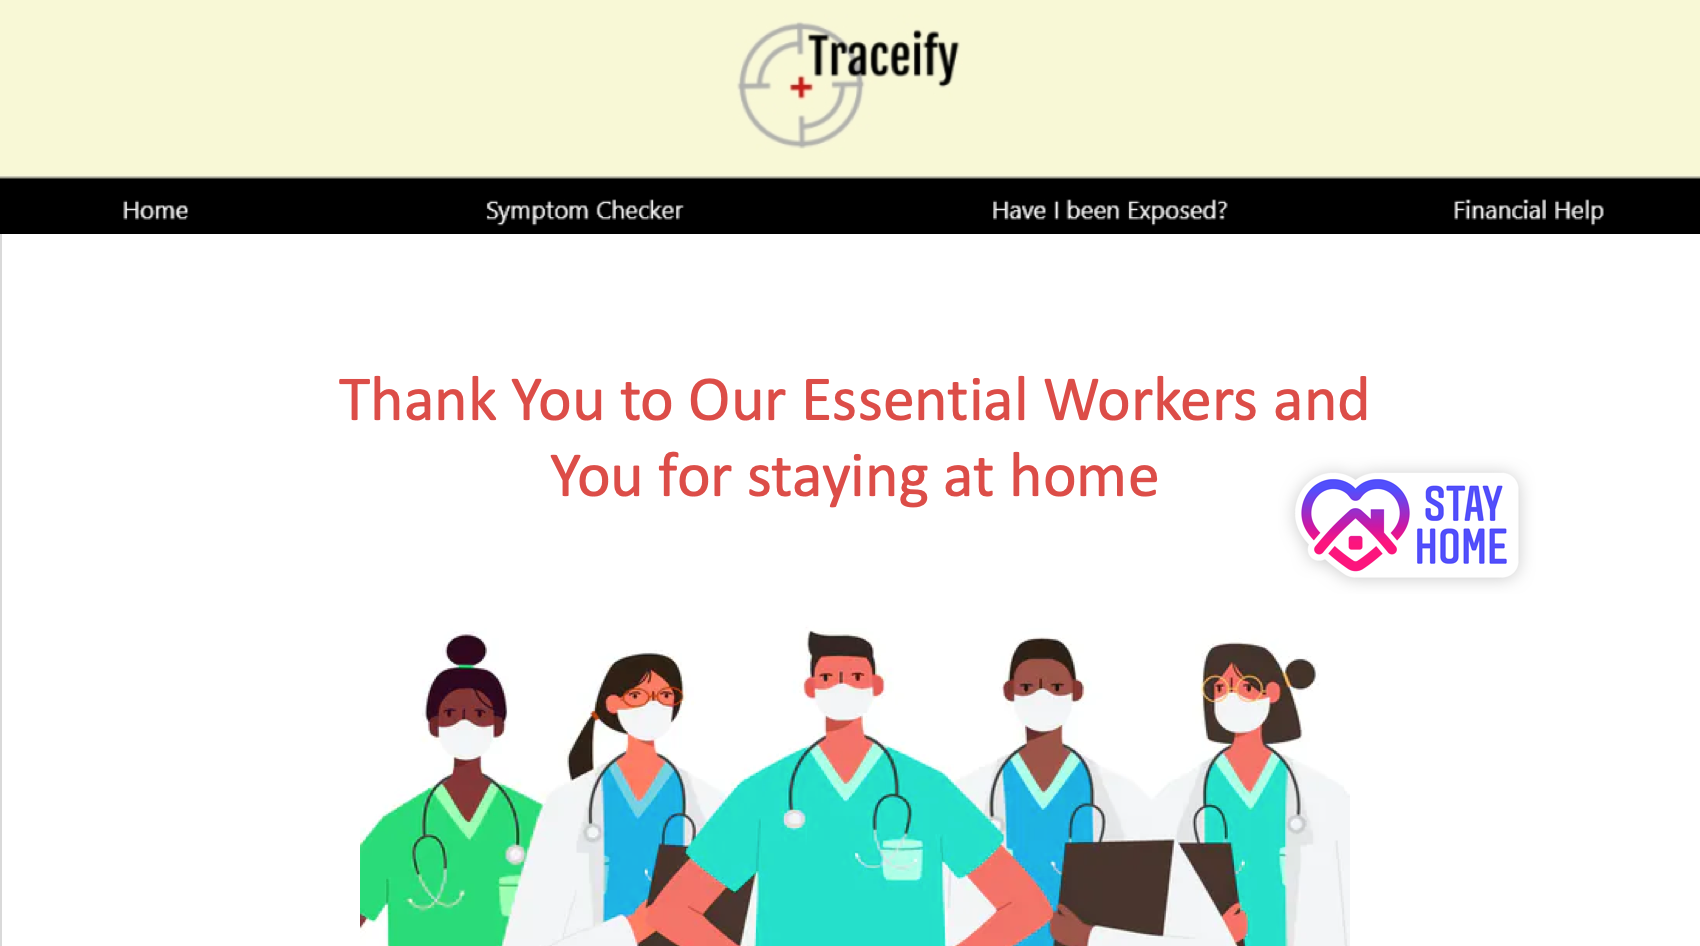 Traceify
Home
Symptom Checker
Have I been Exposed?
Financial Help
Thank You to Our Essential Workers and
You for staying at home
STAY
HOME